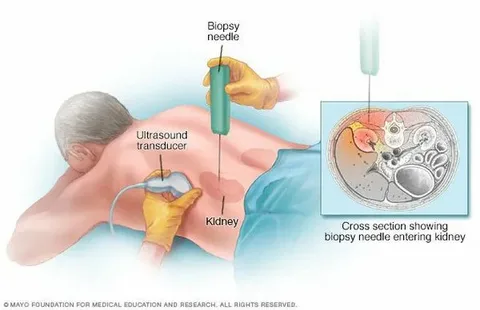 Biopsy
needle
Ultrasound
transducer
Kidney
Cross section showing
biopsy needle entering kidney
© MAYO FOUNDATION FOR MEDICAL EDUCATION AND RESEARCH. ALL RIGHTS RESERVED.